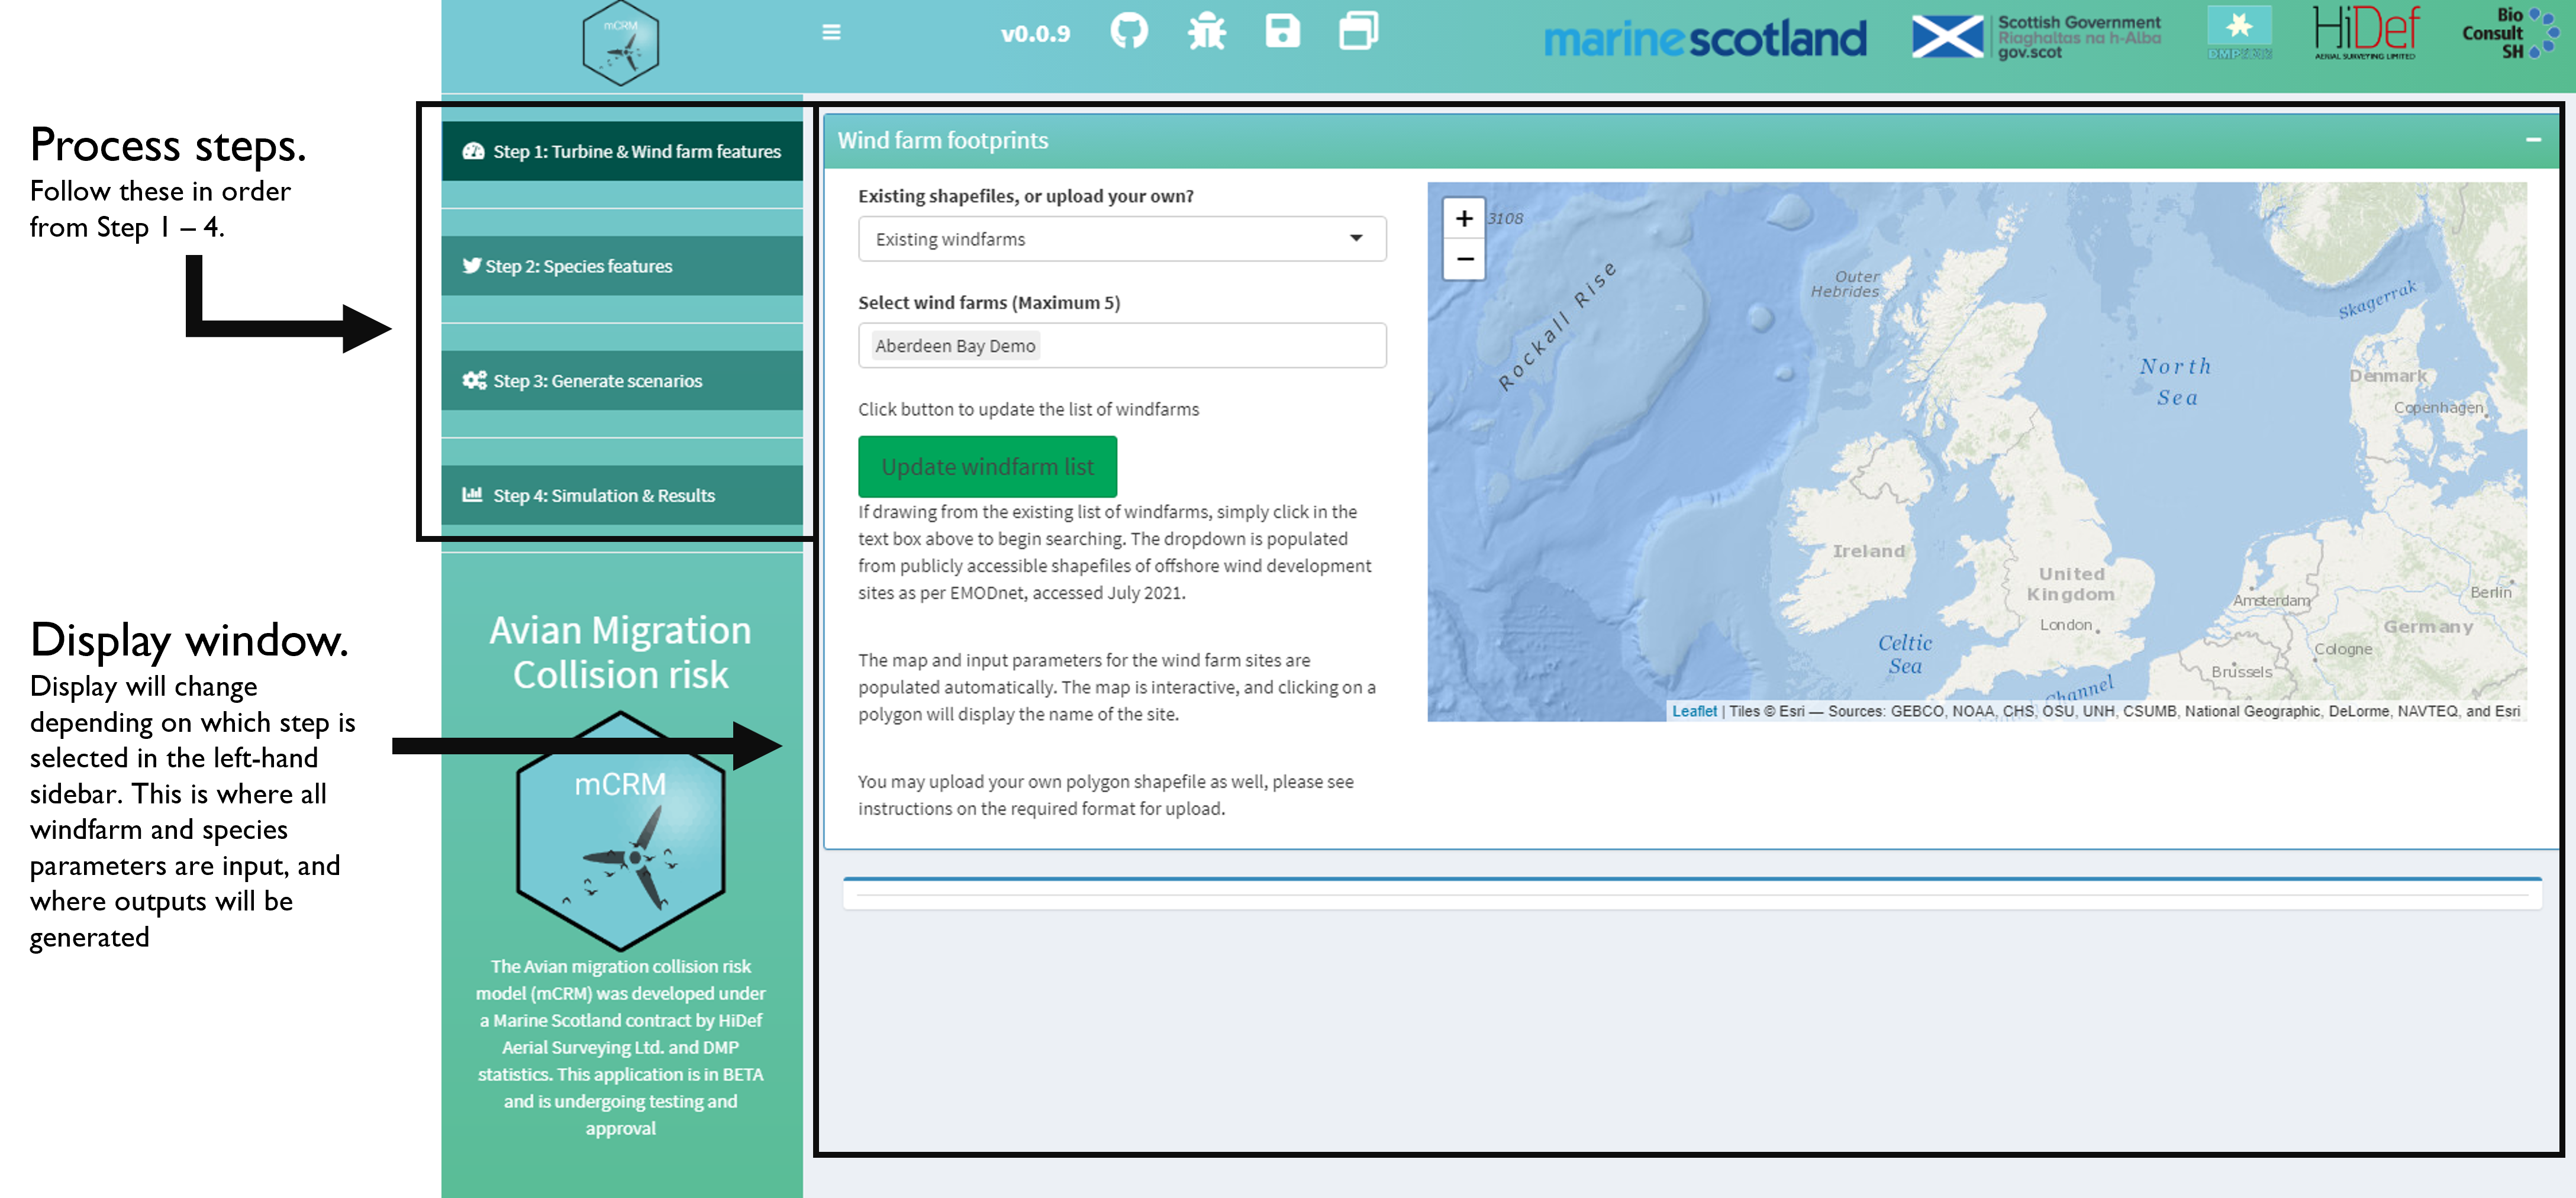 mCRM
v0.0.9
marinescotland
Scottish Government
Riaghaltas na h-Alba
gov.scot
HiDef
AERIAL SURVEYING LIMITED
Bio
Consult
SH
Process steps.
Follow these in order
from Step 1 – 4.
Step 1: Turbine & Wind farm features
Step 2: Species features
Step 3: Generate scenarios
Step 4: Simulation & Results
Display window.
Display will change
depending on which step is
selected in the left-hand
sidebar. This is where all
windfarm and species
parameters are input, and
where outputs will be
generated
Avian Migration
Collision risk
mCRM
The Avian migration collision risk
model (mCRM) was developed under
a Marine Scotland contract by HiDef
Aerial Surveying Ltd. and DMP
statistics. This application is in BETA
and is undergoing testing and
approval
Wind farm footprints
Existing shapefiles, or upload your own?
Existing windfarms
Select wind farms (Maximum 5)
Aberdeen Bay Demo
Click button to update the list of windfarms
Update windfarm list
If drawing from the existing list of windfarms, simply click in the
text box above to begin searching. The dropdown is populated
from publicly accessible shapefiles of offshore wind development
sites as per EMODnet, accessed July 2021.
The map and input parameters for the wind farm sites are
populated automatically. The map is interactive, and clicking on a
polygon will display the name of the site.
You may upload your own polygon shapefile as well, please see
instructions on the required format for upload.
+
−
3108
Rockall Rise
Outer
Hebrides
Skagerrak
North
Sea
Denmark
Copenhagen
Ireland
United
Kingdom
London
Amsterdam
Berlin
Germany
Cologne
Brussels
Celtic
Sea
Channel
Leaflet | Tiles © Esri — Sources: GEBCO, NOAA, CHS, OSU, UNH, CSUMB, National Geographic, DeLorme, NAVTEQ, and Esri